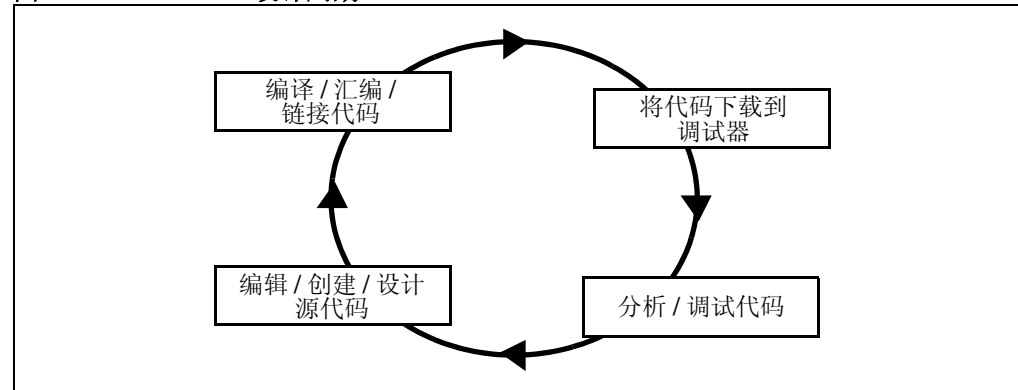 编译 / 汇编 /
链接代码
将代码下载到
调试器
编辑 / 创建 / 设计
源代码
分析 / 调试代码